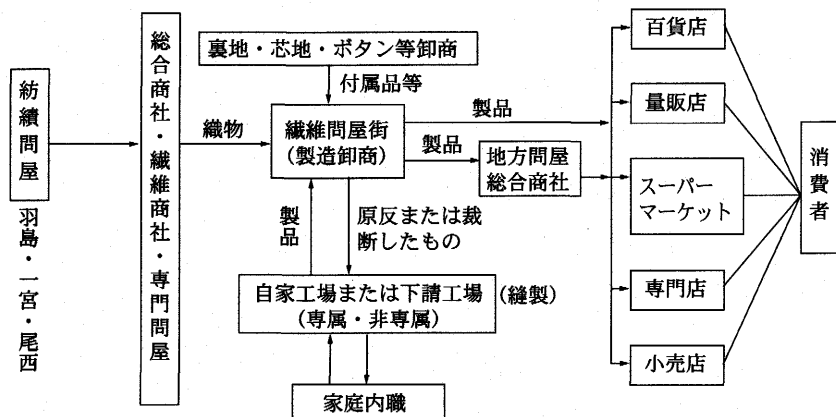 紡績問屋
羽島・一宮・尾西
総合商社・繊維商社・専門問屋
裏地・芯地・ボタン等卸商
付属品等
織物
繊維問屋街
(製造卸商)
製品
製品
地方問屋
総合商社
製品
原反または裁
断したもの
自家工場または下請工場
(専属・非専属)
(縫製)
家庭内職
百貨店
量販店
スーパー
マーケット
専門店
小売店
消費者